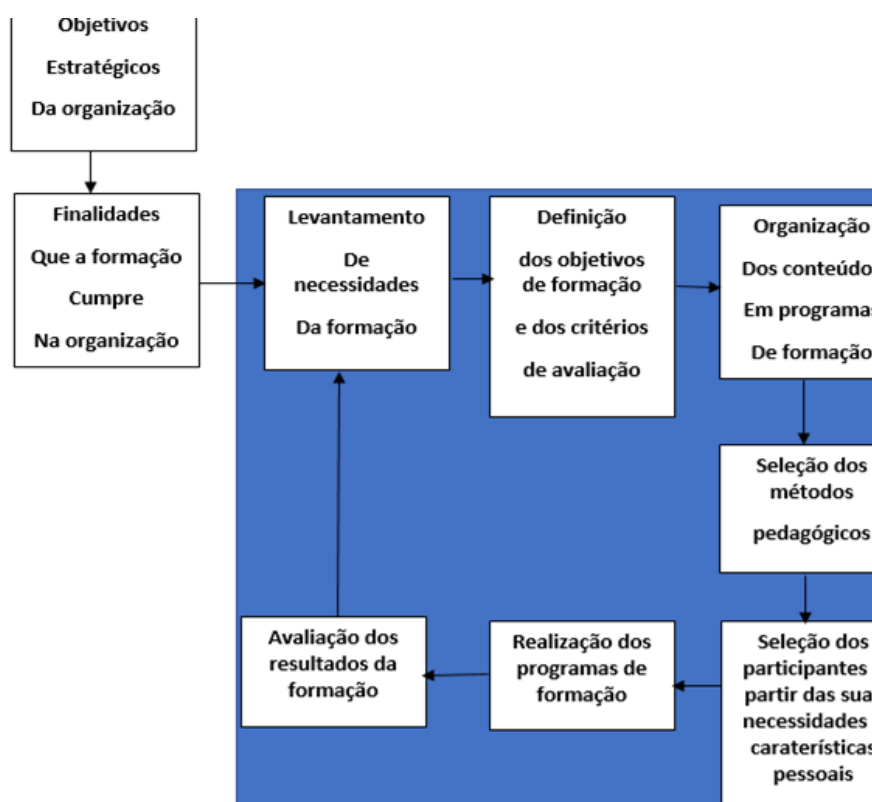 Objetivos
Estratégicos
Da organização
Finalidades
Que a formação
Cumpre
Na organização
Levantamento
De
necessidades
Da formação
Definição
dos objetivos
de formação
e dos critérios
de avaliação
Organização
Dos conteúdo
Em programas
De formação
Seleção dos
métodos
pedagógicos
Seleção dos
participantes
partir das sua
necessidades
caraterísticas
pessoais
Realização dos
programas de
formação
Avaliação dos
resultados da
formação